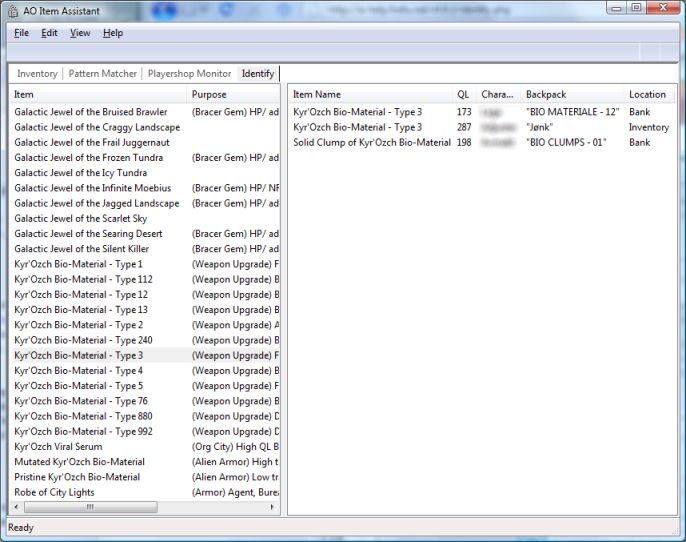 AO Item Assistant
File Edit View Help
Inventory Pattern Matcher Playershop Monitor Identify
Item Purpose
Galactic Jewel of the Bruised Brawler (Bracer Gem) HP/ ad
Galactic Jewel of the Craggy Landscape
Galactic Jewel of the Frail Juggernaut
Galactic Jewel of the Frozen Tundra (Bracer Gem) HP/ ad
Galactic Jewel of the Icy Tundra
Galactic Jewel of the Infinite Moebius (Bracer Gem) HP/ NF
Galactic Jewel of the Jagged Landscape (Bracer Gem) HP/ ad
Galactic Jewel of the Scarlet Sky
Galactic Jewel of the Searing Desert (Bracer Gem) HP/ ad
Galactic Jewel of the Silent Killer (Bracer Gem) HP/ ad
Kyr'Ozch Bio-Material - Type 1 (Weapon Upgrade) F
Kyr'Ozch Bio-Material - Type 112 (Weapon Upgrade) B
Kyr'Ozch Bio-Material - Type 12 (Weapon Upgrade) B
Kyr'Ozch Bio-Material - Type 13 (Weapon Upgrade) B
Kyr'Ozch Bio-Material - Type 2 (Weapon Upgrade) A
Kyr'Ozch Bio-Material - Type 240 (Weapon Upgrade) B
Kyr'Ozch Bio-Material - Type 3 (Weapon Upgrade) F
Kyr'Ozch Bio-Material - Type 4 (Weapon Upgrade) B
Kyr'Ozch Bio-Material - Type 5 (Weapon Upgrade) F
Kyr'Ozch Bio-Material - Type 76 (Weapon Upgrade) B
Kyr'Ozch Bio-Material - Type 880 (Weapon Upgrade) D
Kyr'Ozch Bio-Material - Type 992 (Weapon Upgrade) D
Kyr'Ozch Viral Serum (Org City) High QL B
Mutated Kyr'Ozch Bio-Material (Alien Armor) High t
Pristine Kyr'Ozch Bio-Material (Alien Armor) Low tr
Robe of City Lights (Armor) Agent, Burea
Item Name QL Chara... Backpack Location
Kyr'Ozch Bio-Material - Type 3 173 "BIO MATERIALE - 12" Bank
Kyr'Ozch Bio-Material - Type 3 287 "Jønk" Inventory
Solid Clump of Kyr'Ozch Bio-Material 198 "BIO CLUMPS - 01" Bank
Ready